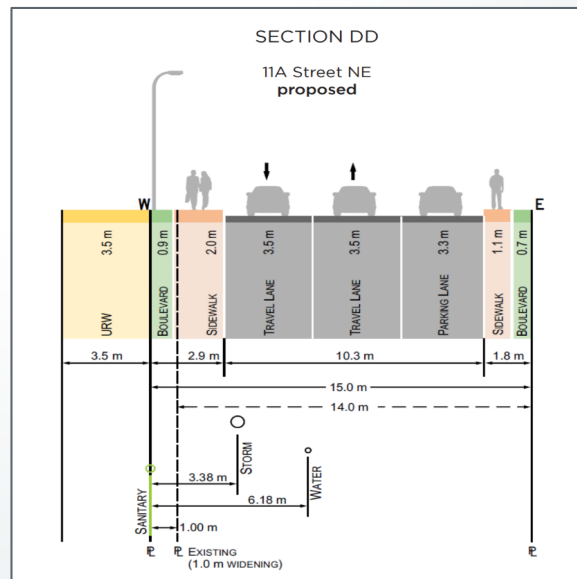 SECTION DD
11A Street NE
proposed
W
E
3.5 m
0.9 m
2.0 m
3.5 m
3.5 m
3.3 m
1.1 m
0.7 m
URW
BOULEVARD
SIDEWALK
TRAVEL LANE
TRAVEL LANE
PARKING LANE
SIDEWALK
BOULEVARD
3.5 m
2.9 m
10.3 m
1.8 m
15.0 m
14.0 m
3.38 m
STORM
6.18 m
WATER
SANITARY
1.00 m
PL
PL EXISTING
(1.0 m WIDENING)
PL